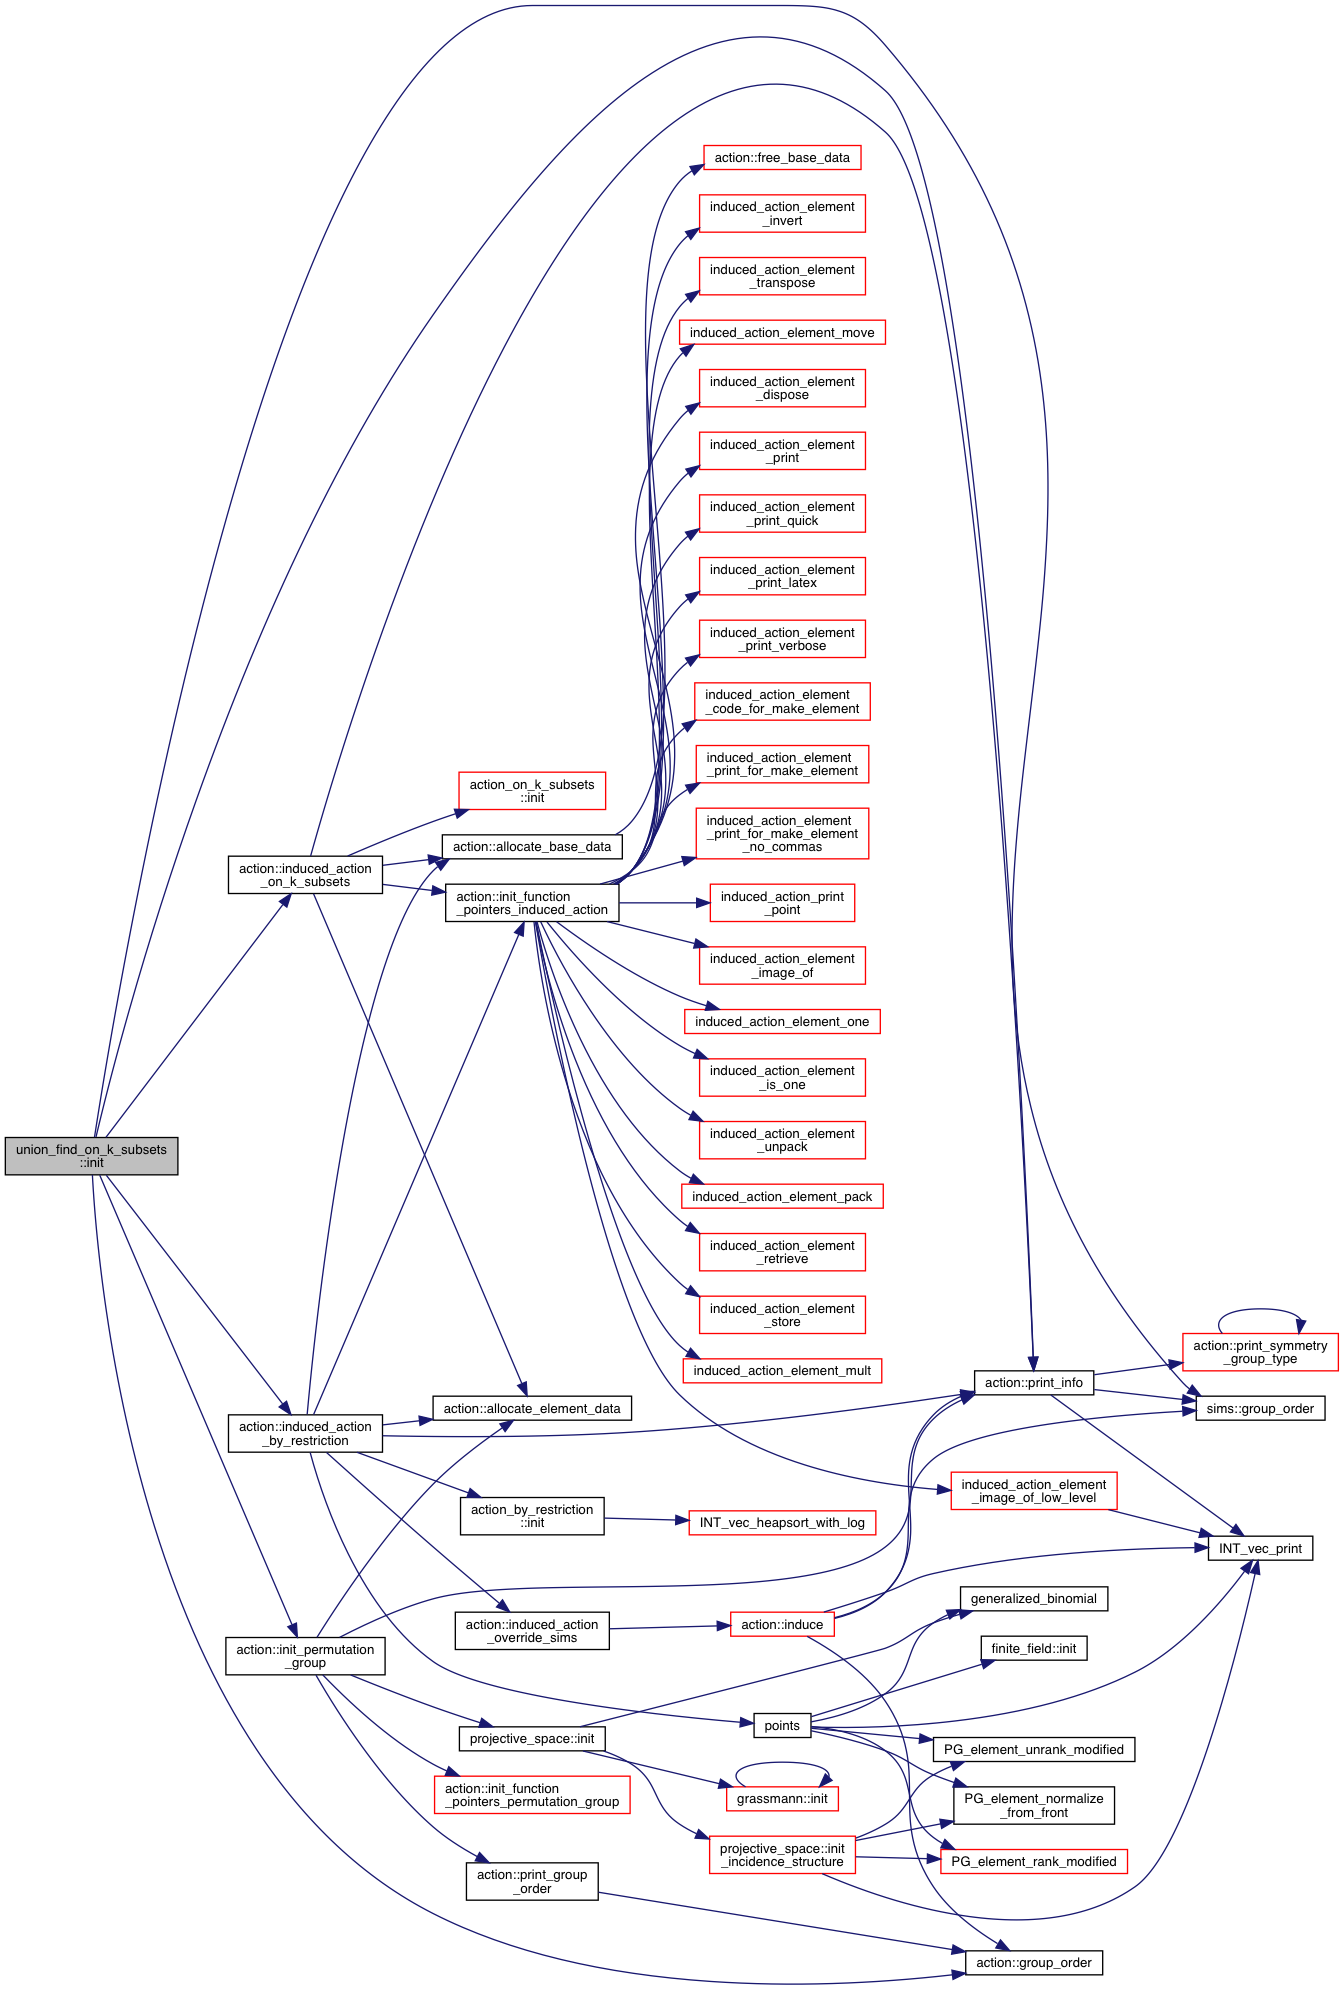 action::free_base_data
induced_action_element
_invert
induced_action_element
_transpose
induced_action_element_move
induced_action_element
_dispose
induced_action_element
_print
induced_action_element
_print_quick
induced_action_element
_print_latex
induced_action_element
_print_verbose
induced_action_element
_code_for_make_element
induced_action_element
_print_for_make_element
action_on_k_subsets
::init
induced_action_element
_print_for_make_element
_no_commas
action::allocate_base_data
action::induced_action
_on_k_subsets
action::init_function
_pointers_induced_action
induced_action_print
_point
induced_action_element
_image_of
induced_action_element_one
induced_action_element
_is_one
induced_action_element
_unpack
union_find_on_k_subsets
::init
induced_action_element_pack
induced_action_element
_retrieve
induced_action_element
_store
induced_action_element_mult
action::print_symmetry
_group_type
action::print_info
sims::group_order
action::allocate_element_data
action::induced_action
_by_restriction
induced_action_element
_image_of_low_level
action_by_restriction
::init
INT_vec_heapsort_with_log
INT_vec_print
generalized_binomial
action::induced_action
_override_sims
action::induce
finite_field::init
action::init_permutation
_group
points
projective_space::init
PG_element_unrank_modified
action::init_function
_pointers_permutation_group
grassmann::init
PG_element_normalize
_from_front
projective_space::init
_incidence_structure
PG_element_rank_modified
action::print_group
_order
action::group_order